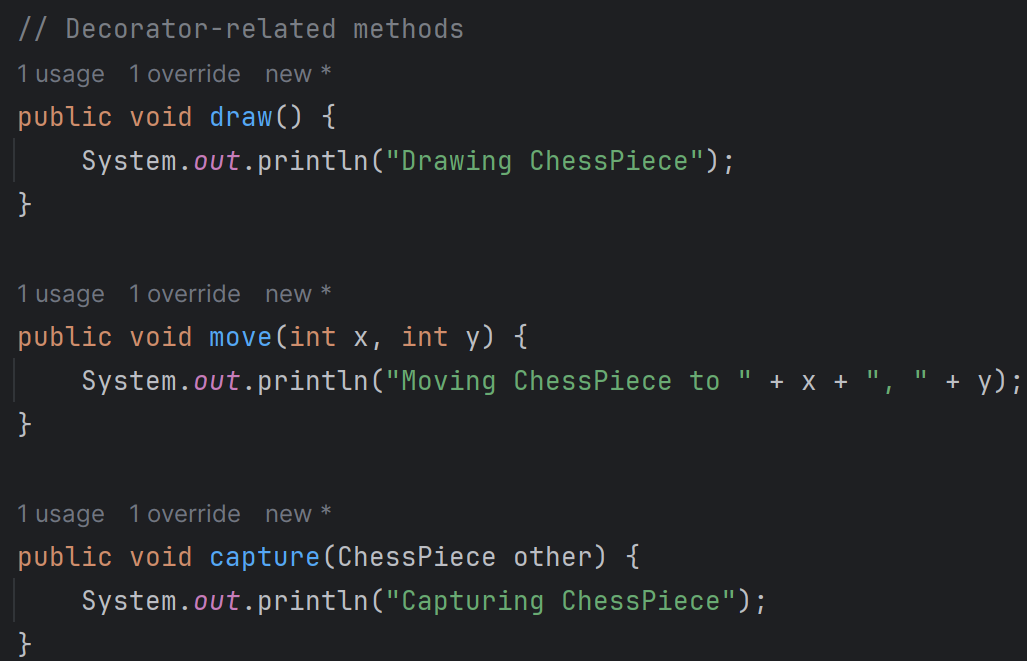 // Decorator-related methods
1 usage   1 override   new *
public void draw() {
    System.out.println("Drawing ChessPiece");
}
1 usage   1 override   new *
public void move(int x, int y) {
    System.out.println("Moving ChessPiece to " + x + ", " + y);
}
1 usage   1 override   new *
public void capture(ChessPiece other) {
    System.out.println("Capturing ChessPiece");
}